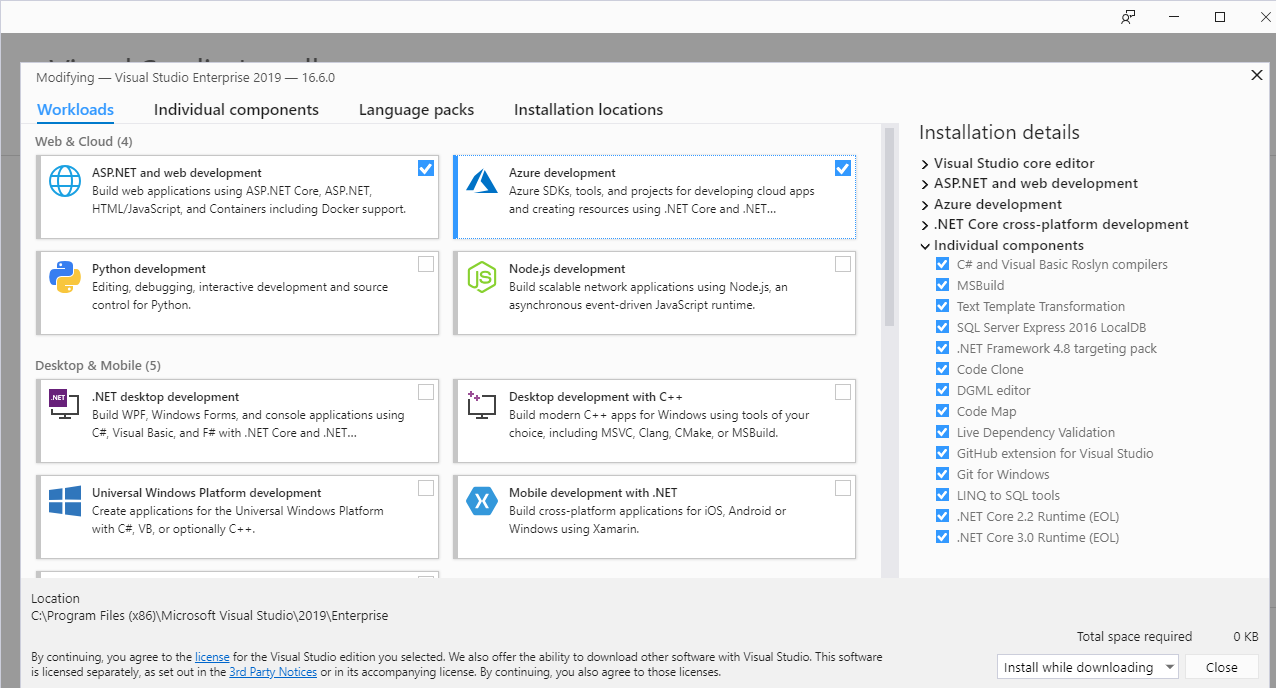 Modifying — Visual Studio Enterprise 2019 — 16.6.0
Workloads
Individual components
Language packs
Installation locations
Web & Cloud (4)
ASP.NET and web development
Build web applications using ASP.NET Core, ASP.NET,
HTML/JavaScript, and Containers including Docker support.
Azure development
Azure SDKs, tools, and projects for developing cloud apps
and creating resources using .NET Core and .NET...
Python development
Editing, debugging, interactive development and source
control for Python.
JS
Node.js development
Build scalable network applications using Node.js, an
asynchronous event-driven JavaScript runtime.
Desktop & Mobile (5)
.NET
.NET desktop development
Build WPF, Windows Forms, and console applications using
C#, Visual Basic, and F# with .NET Core and .NET...
Desktop development with C++
Build modern C++ apps for Windows using tools of your
choice, including MSVC, Clang, CMake, or MSBuild.
Universal Windows Platform development
Create applications for the Universal Windows Platform
with C#, VB, or optionally C++.
Mobile development with .NET
Build cross-platform applications for iOS, Android or
Windows using Xamarin.
Installation details
Visual Studio core editor
ASP.NET and web development
Azure development
.NET Core cross-platform development
Individual components
C# and Visual Basic Roslyn compilers
MSBuild
Text Template Transformation
SQL Server Express 2016 LocalDB
.NET Framework 4.8 targeting pack
Code Clone
DGML editor
Code Map
Live Dependency Validation
GitHub extension for Visual Studio
Git for Windows
LINQ to SQL tools
.NET Core 2.2 Runtime (EOL)
.NET Core 3.0 Runtime (EOL)
Location
C:\Program Files (x86)\Microsoft Visual Studio\2019\Enterprise
Total space required 0 KB
By continuing, you agree to the license for the Visual Studio edition you selected. We also offer the ability to download other software with Visual Studio. This software
is licensed separately, as set out in the 3rd Party Notices or in its accompanying license. By continuing, you also agree to those licenses.
Install while downloading
Close